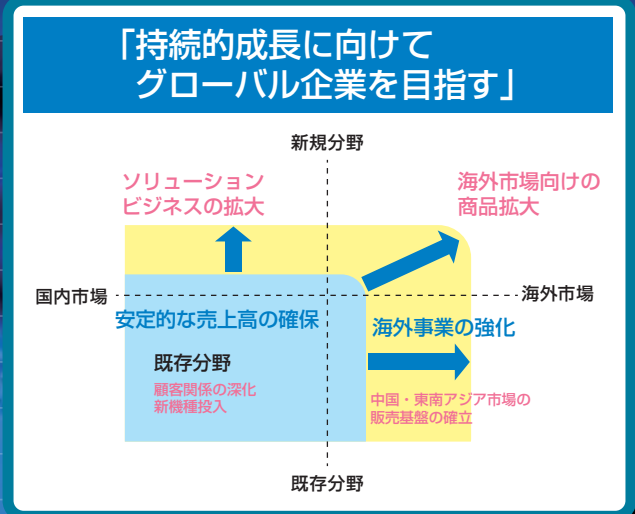 「持続的成長に向けて
グローバル企業を目指す」
新規分野
ソリューション
ビジネスの拡大
海外市場向けの
商品拡大
国内市場
海外市場
安定的な売上高の確保
海外事業の強化
既存分野
顧客関係の深化
新機種投入
中国・東南アジア市場の
販売基盤の確立
既存分野